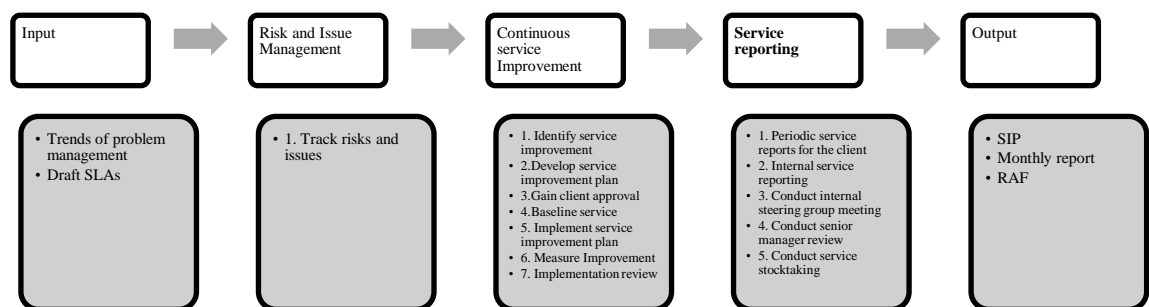 Input
Risk and Issue
Management
Continuous
service
Improvement
Service
reporting
Output
• Trends of problem
management
• Draft SLAs
• 1. Track risks and
issues
• 1. Identify service
improvement
• 2.Develop service
improvement plan
• 3.Gain client approval
• 4.Baseline service
• 5. Implement service
improvement plan
• 6. Measure Improvement
• 7. Implementation review
• 1. Periodic service
reports for the client
• 2. Internal service
reporting
• 3. Conduct internal
steering group meeting
• 4. Conduct senior
manager review
• 5. Conduct service
stocktaking
• SIP
• Monthly report
• RAF